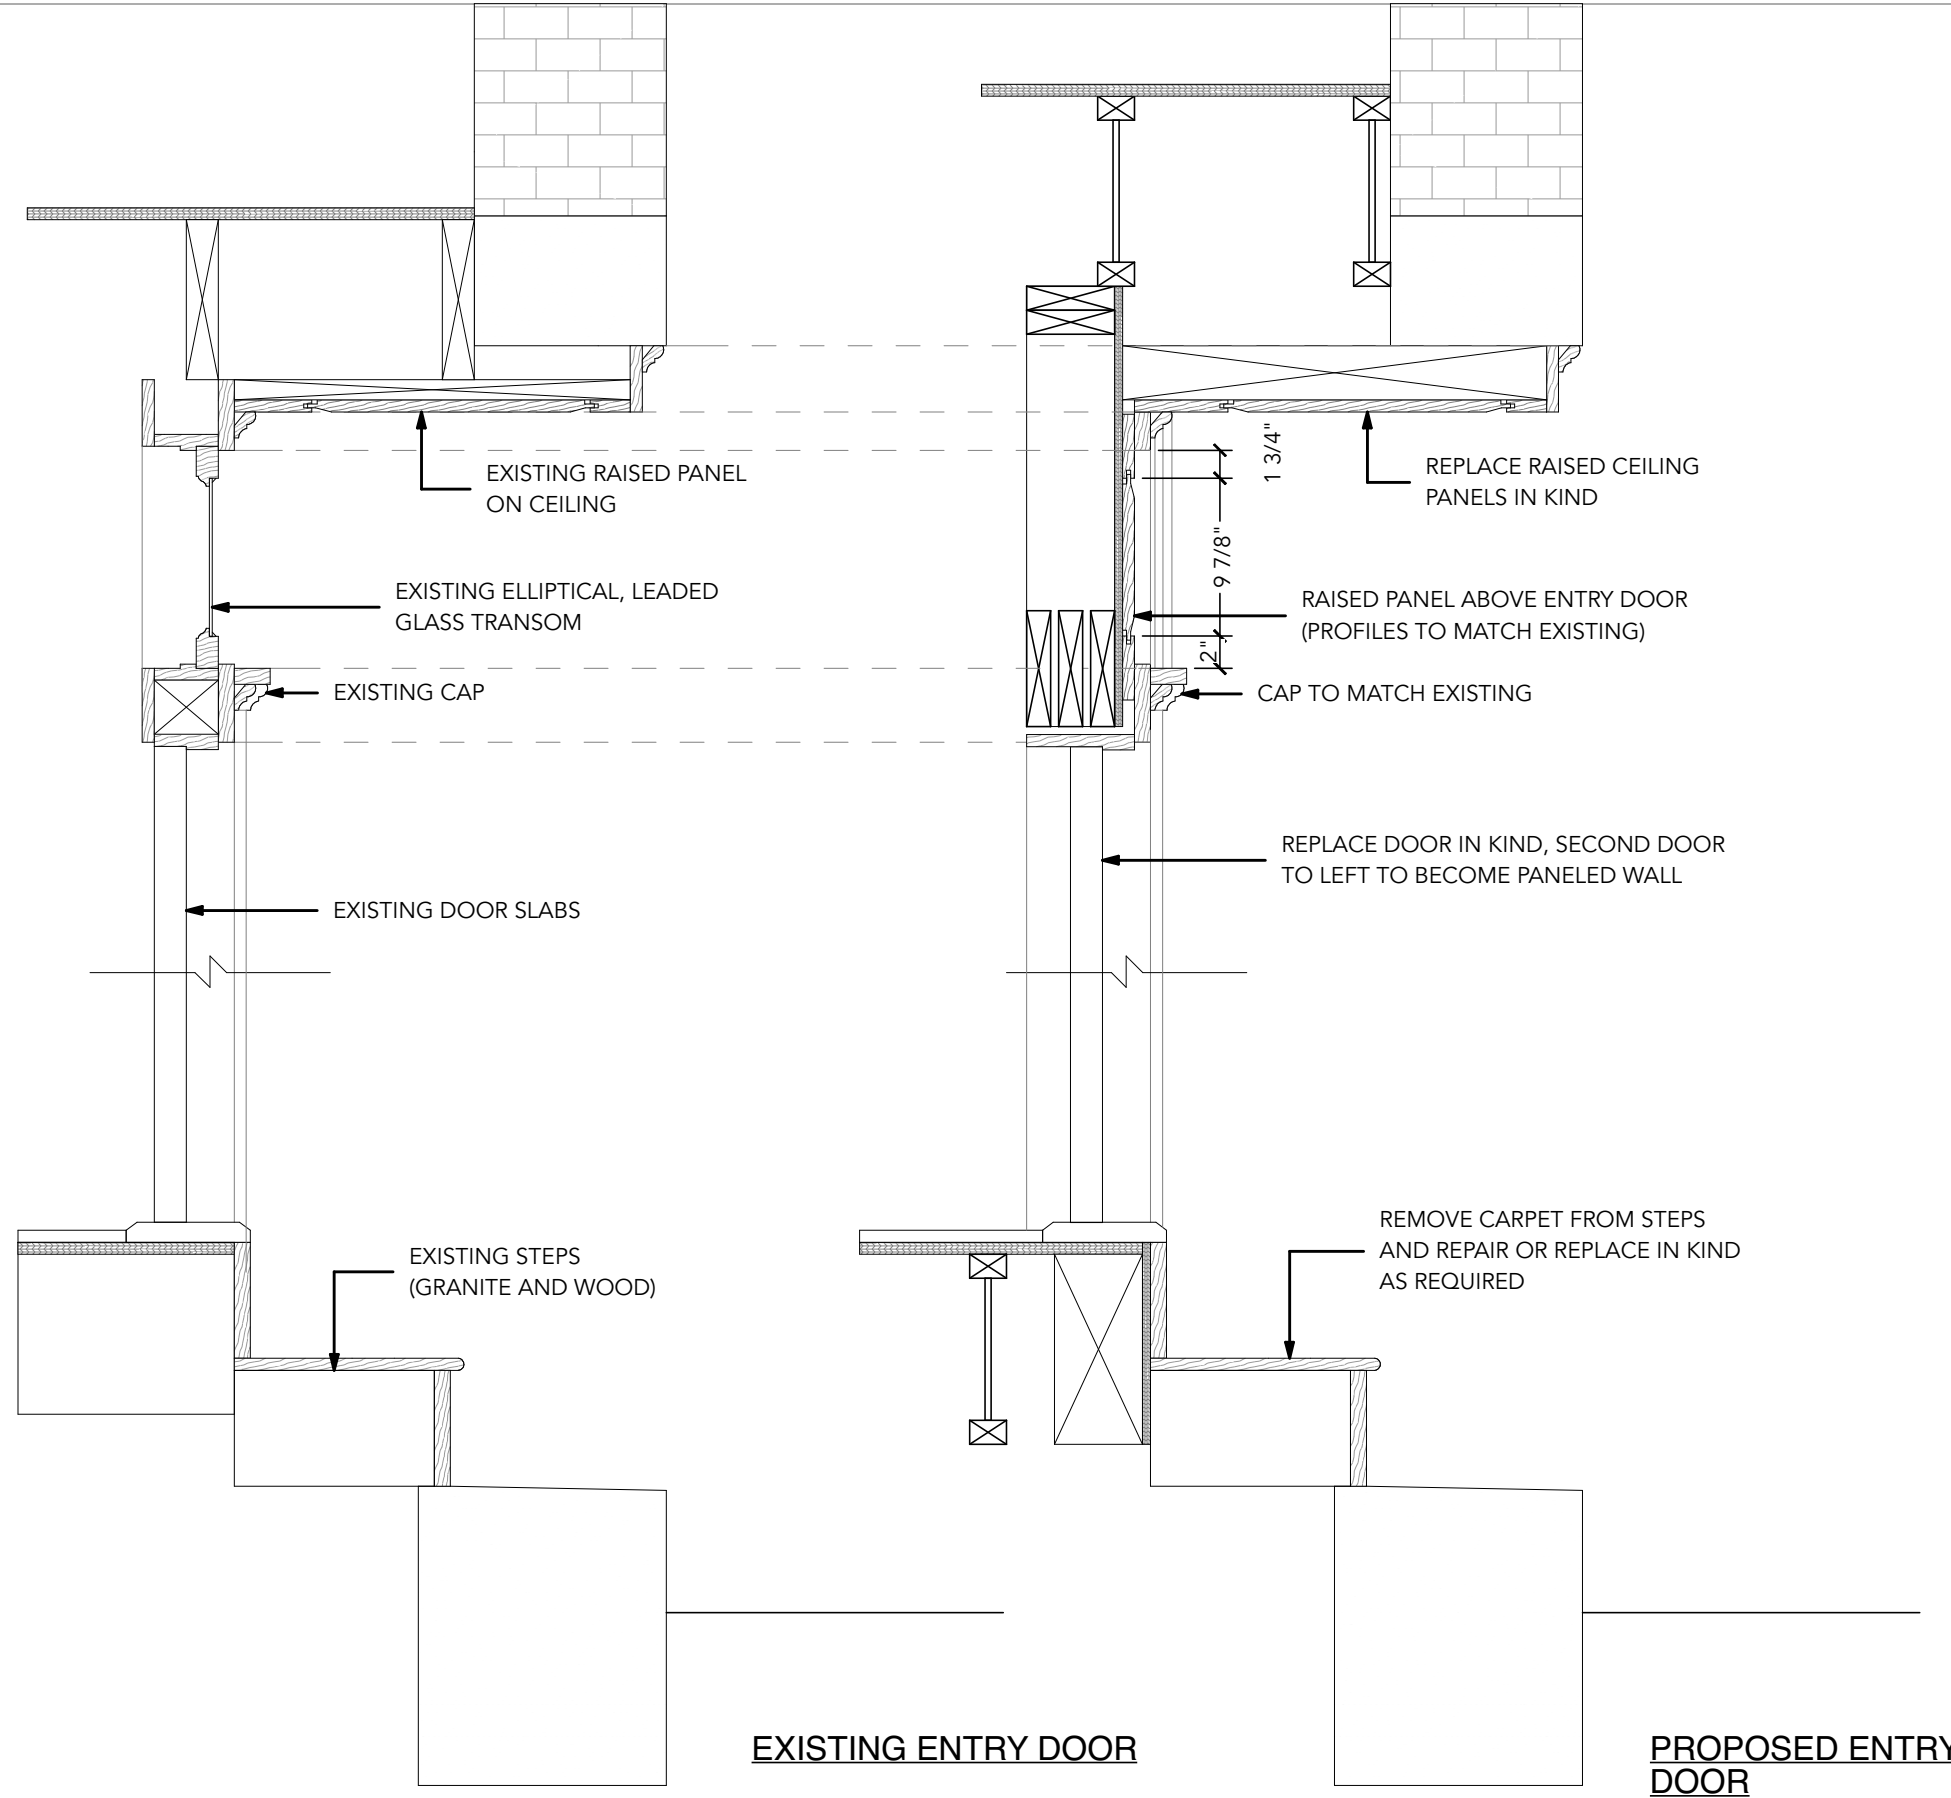 EXISTING RAISED PANEL
ON CEILING
EXISTING ELLIPTICAL, LEADED
GLASS TRANSOM
EXISTING CAP
EXISTING DOOR SLABS
EXISTING STEPS
(GRANITE AND WOOD)
EXISTING ENTRY DOOR
1 3/4"
9 7/8"
2"
REPLACE RAISED CEILING
PANELS IN KIND
RAISED PANEL ABOVE ENTRY DOOR
(PROFILES TO MATCH EXISTING)
CAP TO MATCH EXISTING
REPLACE DOOR IN KIND, SECOND DOOR
TO LEFT TO BECOME PANELED WALL
REMOVE CARPET FROM STEPS
AND REPAIR OR REPLACE IN KIND
AS REQUIRED
PROPOSED ENTRY
DOOR